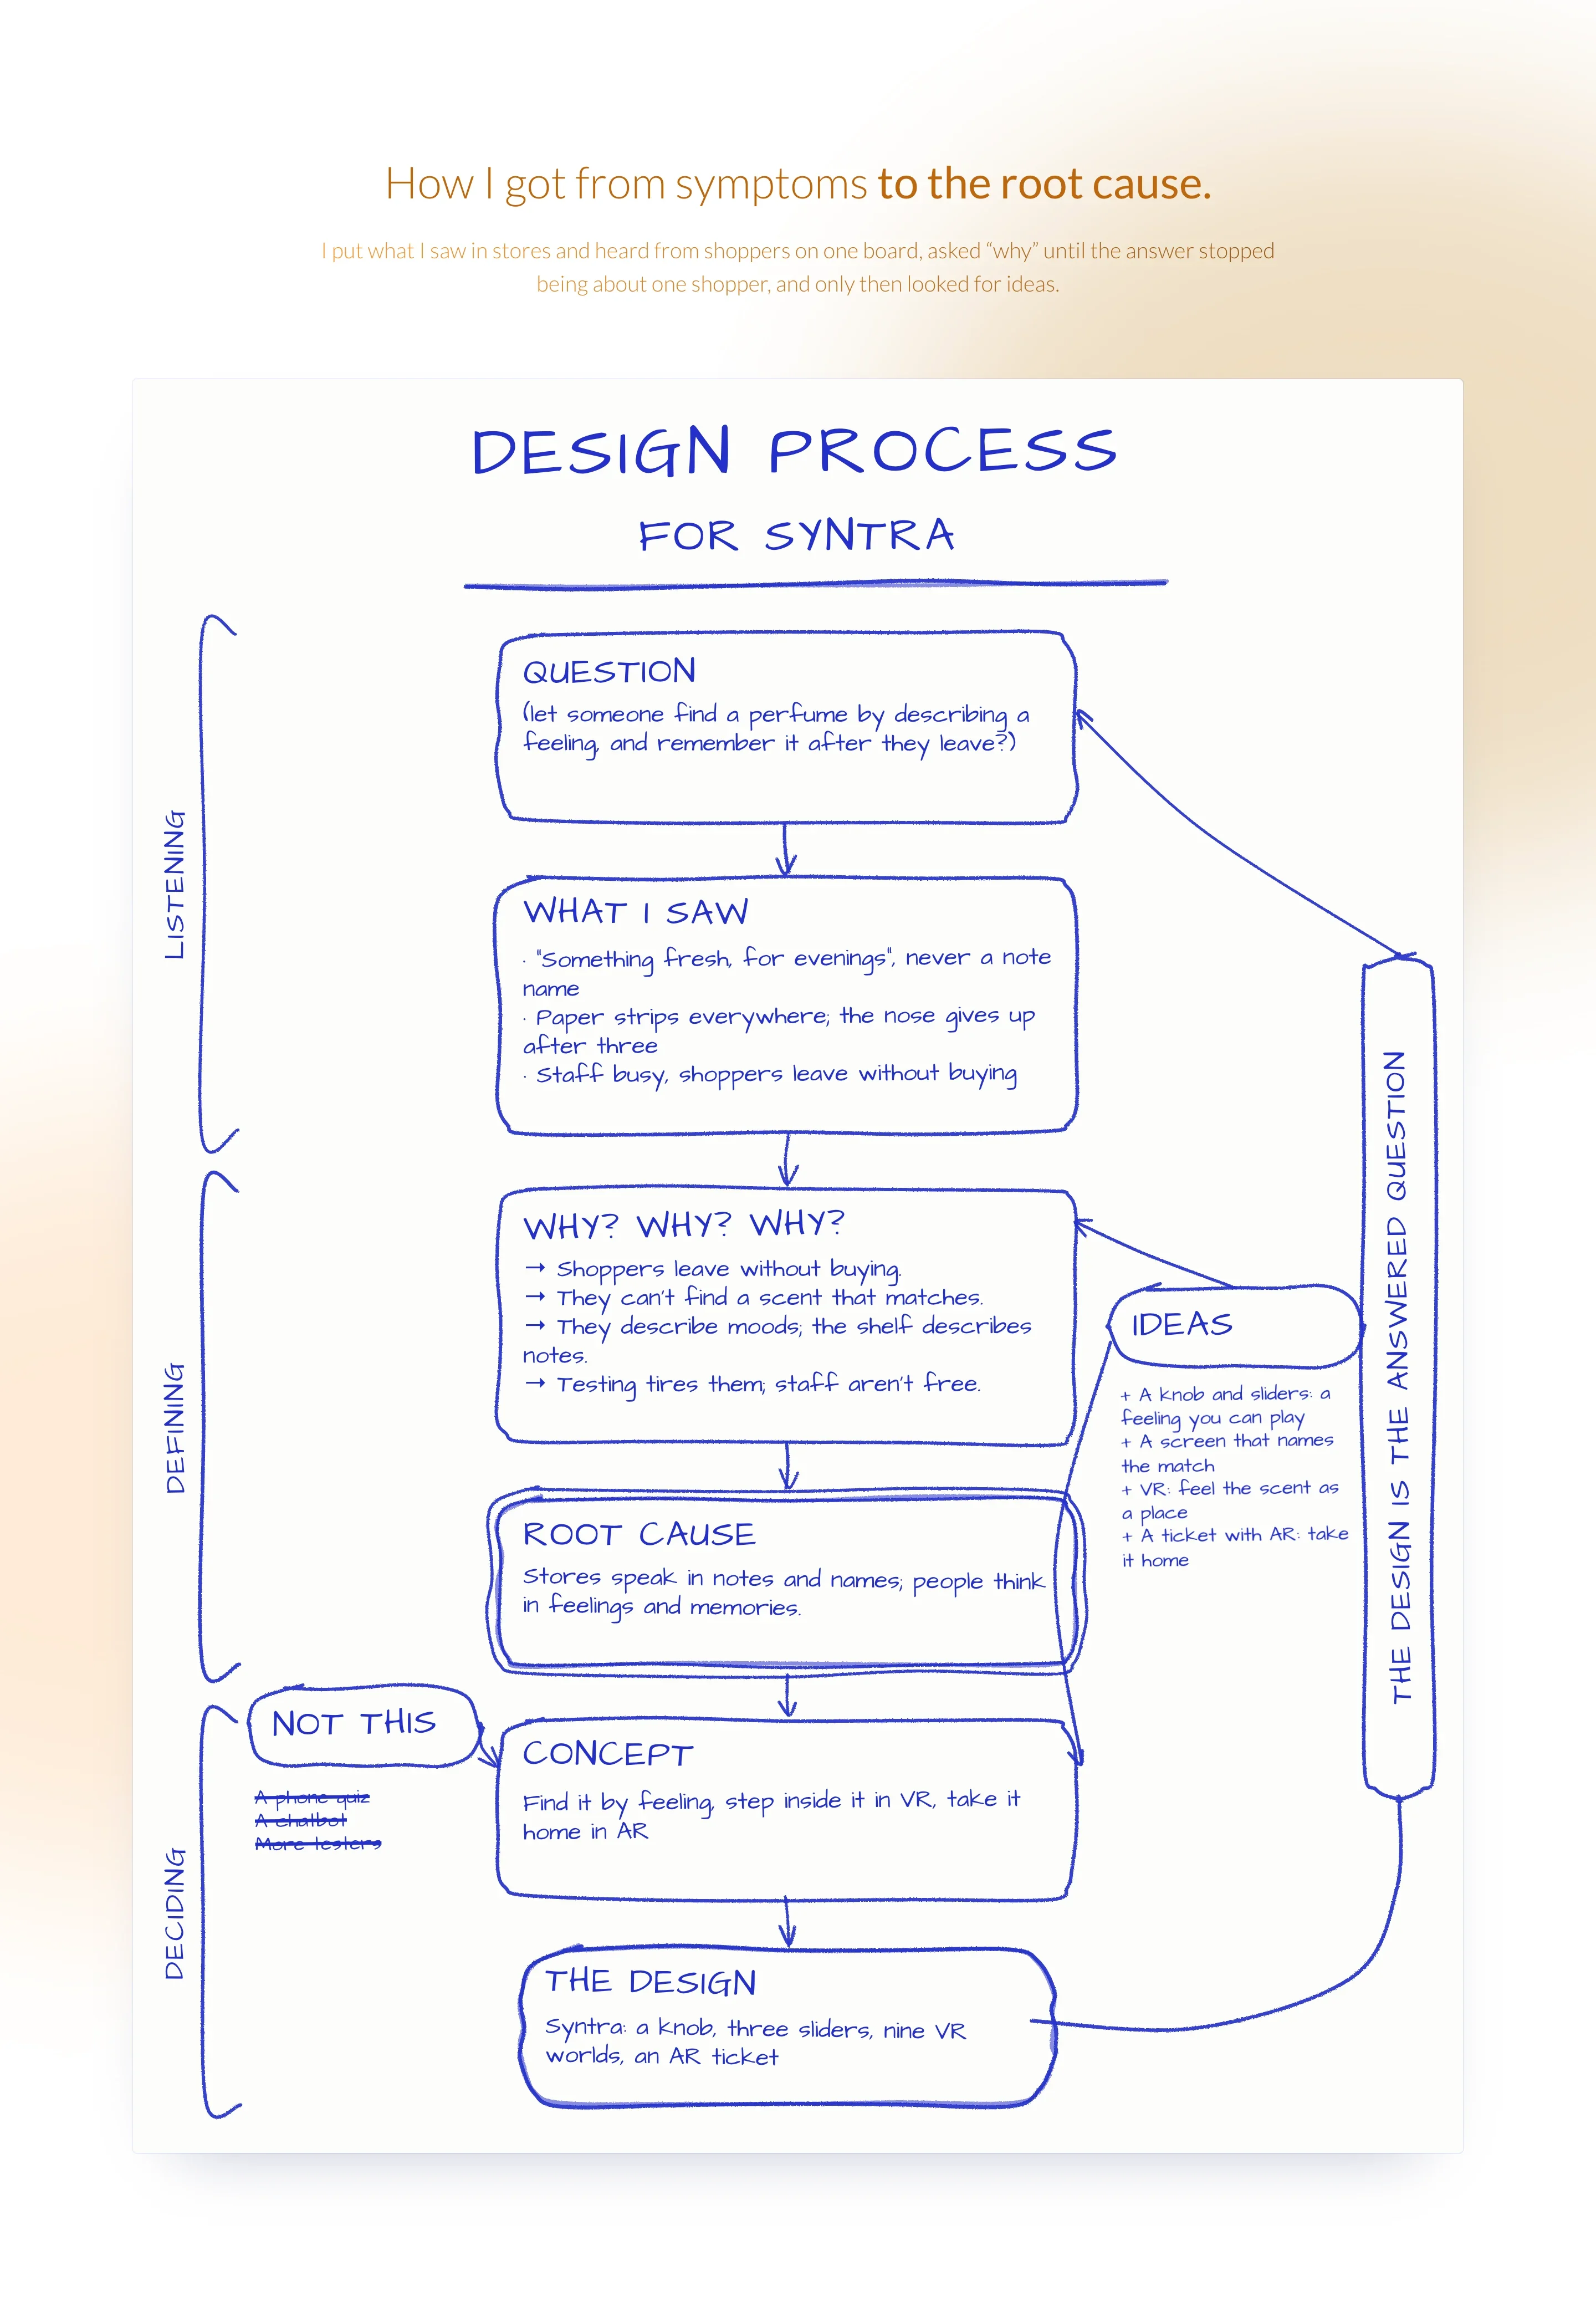 How I got from symptoms to the root cause.
I put what I saw in stores and heard from shoppers on one board, asked “why” until the answer stopped
being about one shopper, and only then looked for ideas.
DESIGN PROCESS
FOR SYNTRA
LISTENING
QUESTION
(let someone find a perfume by describing a
feeling, and remember it after they leave?)
WHAT I SAW
· "Something fresh, for evenings", never a note
name
· Paper strips everywhere; the nose gives up
after three
· Staff busy, shoppers leave without buying
DEFINING
WHY? WHY? WHY?
→ Shoppers leave without buying.
→ They can't find a scent that matches.
→ They describe moods; the shelf describes
notes.
→ Testing tires them; staff aren't free.
IDEAS
+ A knob and sliders: a
feeling you can play
+ A screen that names
the match
+ VR: feel the scent as
a place
+ A ticket with AR: take
it home
THE DESIGN IS THE ANSWERED QUESTION
ROOT CAUSE
Stores speak in notes and names; people think
in feelings and memories.
DECIDING
NOT THIS
A phone quiz
A chatbot
More testers
CONCEPT
Find it by feeling, step inside it in VR, take it
home in AR
THE DESIGN
Syntra: a knob, three sliders, nine VR
worlds, an AR ticket